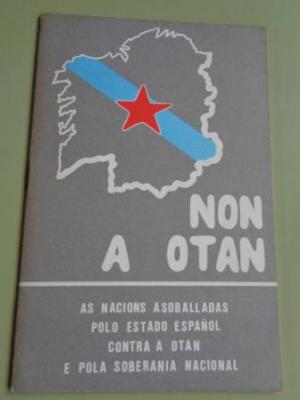 NON
A OTAN
AS NACIONS ASOBALLADAS
POLO ESTADO ESPAÑOL
CONTRA A OTAN
E POLA SOBERANIA NACIONAL